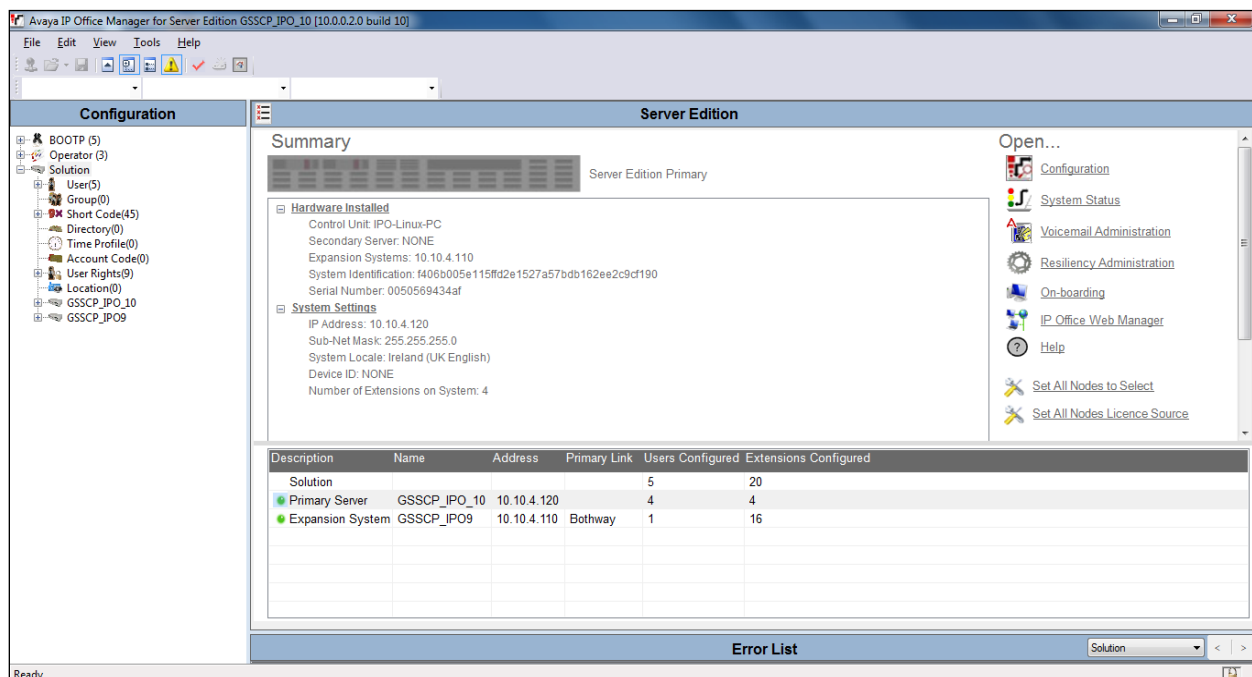 Avaya IP Office Manager for Server Edition GSSCP_IPO_10 [10.0.0.2.0 build 10]
File Edit View Tools Help
Configuration
BOOTP (5)
Operator (3)
Solution
User(5)
Group(0)
Short Code(45)
Directory(0)
Time Profile(0)
Account Code(0)
User Rights(9)
Location(0)
GSSCP_IPO_10
GSSCP_IPO9
Server Edition
Summary
Server Edition Primary
Hardware Installed
Control Unit: IPO-Linux-PC
Secondary Server: NONE
Expansion Systems: 10.10.4.110
System Identification: f406b005e115ffd2e1527a57bdb162ee2c9cf190
Serial Number: 0050569434af
System Settings
IP Address: 10.10.4.120
Sub-Net Mask: 255.255.255.0
System Locale: Ireland (UK English)
Device ID: NONE
Number of Extensions on System: 4
Open...
Configuration
System Status
Voicemail Administration
Resiliency Administration
On-boarding
IP Office Web Manager
Help
Set All Nodes to Select
Set All Nodes Licence Source
Description Name Address Primary Link Users Configured Extensions Configured
Solution 5 20
Primary Server GSSCP_IPO_10 10.10.4.120 4 4
Expansion System GSSCP_IPO9 10.10.4.110 Bothway 1 16
Error List
Solution
Ready